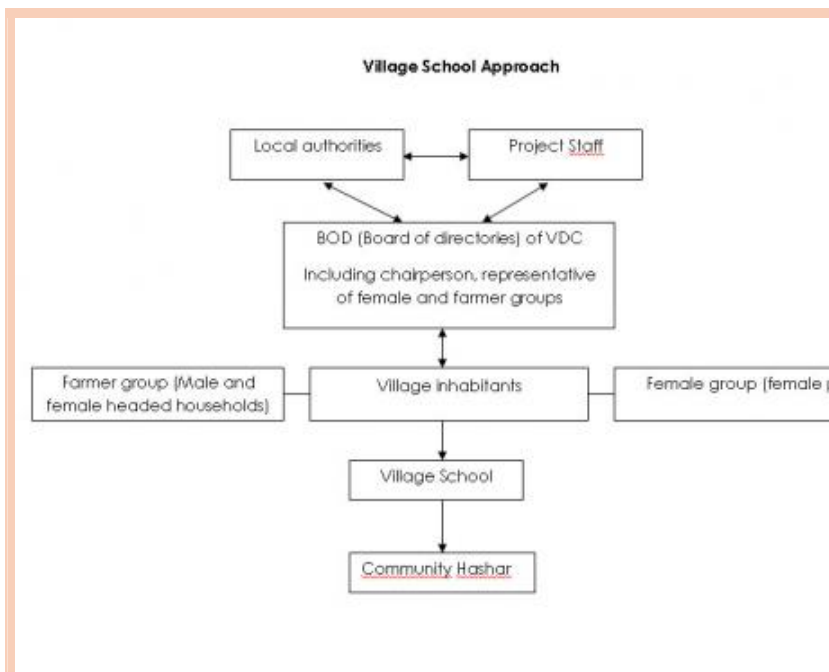 Village School Approach
Local authorities
Project Staff
BOD (Board of directories) of VDC
Including chairperson, representative
of female and farmer groups
Farmer group (Male and
female headed households)
Village inhabitants
Female group (female
Village School
Community Hashar